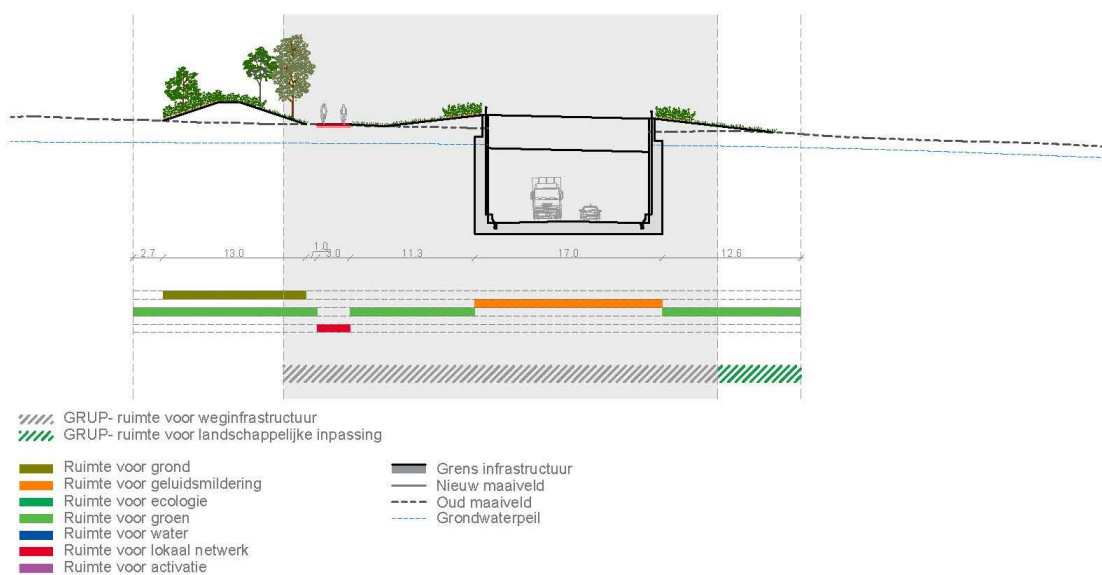 2.7 13.0 1.0 3.0 11.3 17.0 12.6
GRUP- ruimte voor weginfrastructuur
GRUP- ruimte voor landschappelijke inpassing
Ruimte voor grond
Ruimte voor geluidsmildering
Ruimte voor ecologie
Ruimte voor groen
Ruimte voor water
Ruimte voor lokaal netwerk
Ruimte voor activatie
Grens infrastructuur
Nieuw maaiveld
Oud maaiveld
Grondwaterpeil